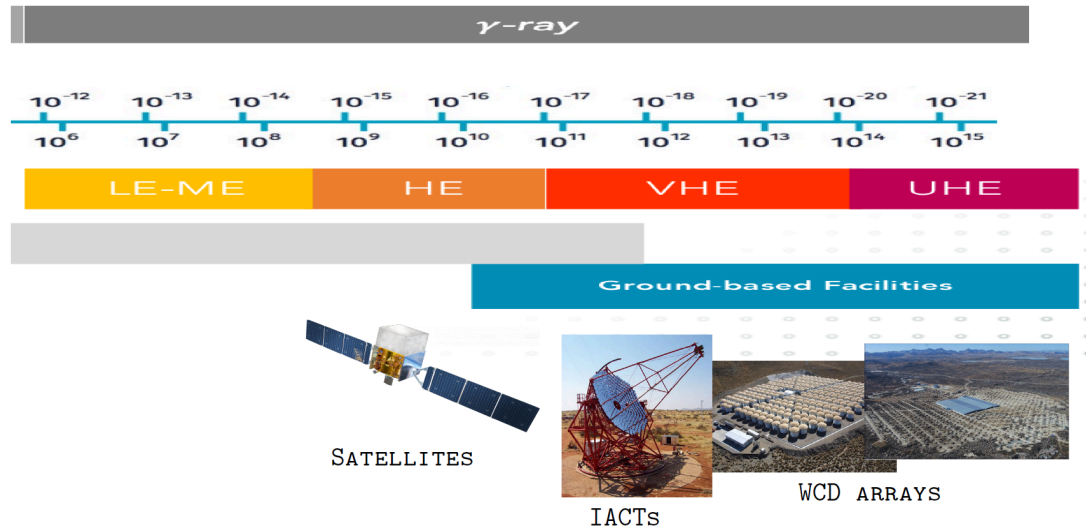 γ-ray
10⁻¹² 10⁻¹³ 10⁻¹⁴ 10⁻¹⁵ 10⁻¹⁶ 10⁻¹⁷ 10⁻¹⁸ 10⁻¹⁹ 10⁻²⁰ 10⁻²¹
10⁶ 10⁷ 10⁸ 10⁹ 10¹⁰ 10¹¹ 10¹² 10¹³ 10¹⁴ 10¹⁵
LE-ME HE VHE UHE
Ground-based Facilities
SATELLITES
WCD ARRAYS
IACTs